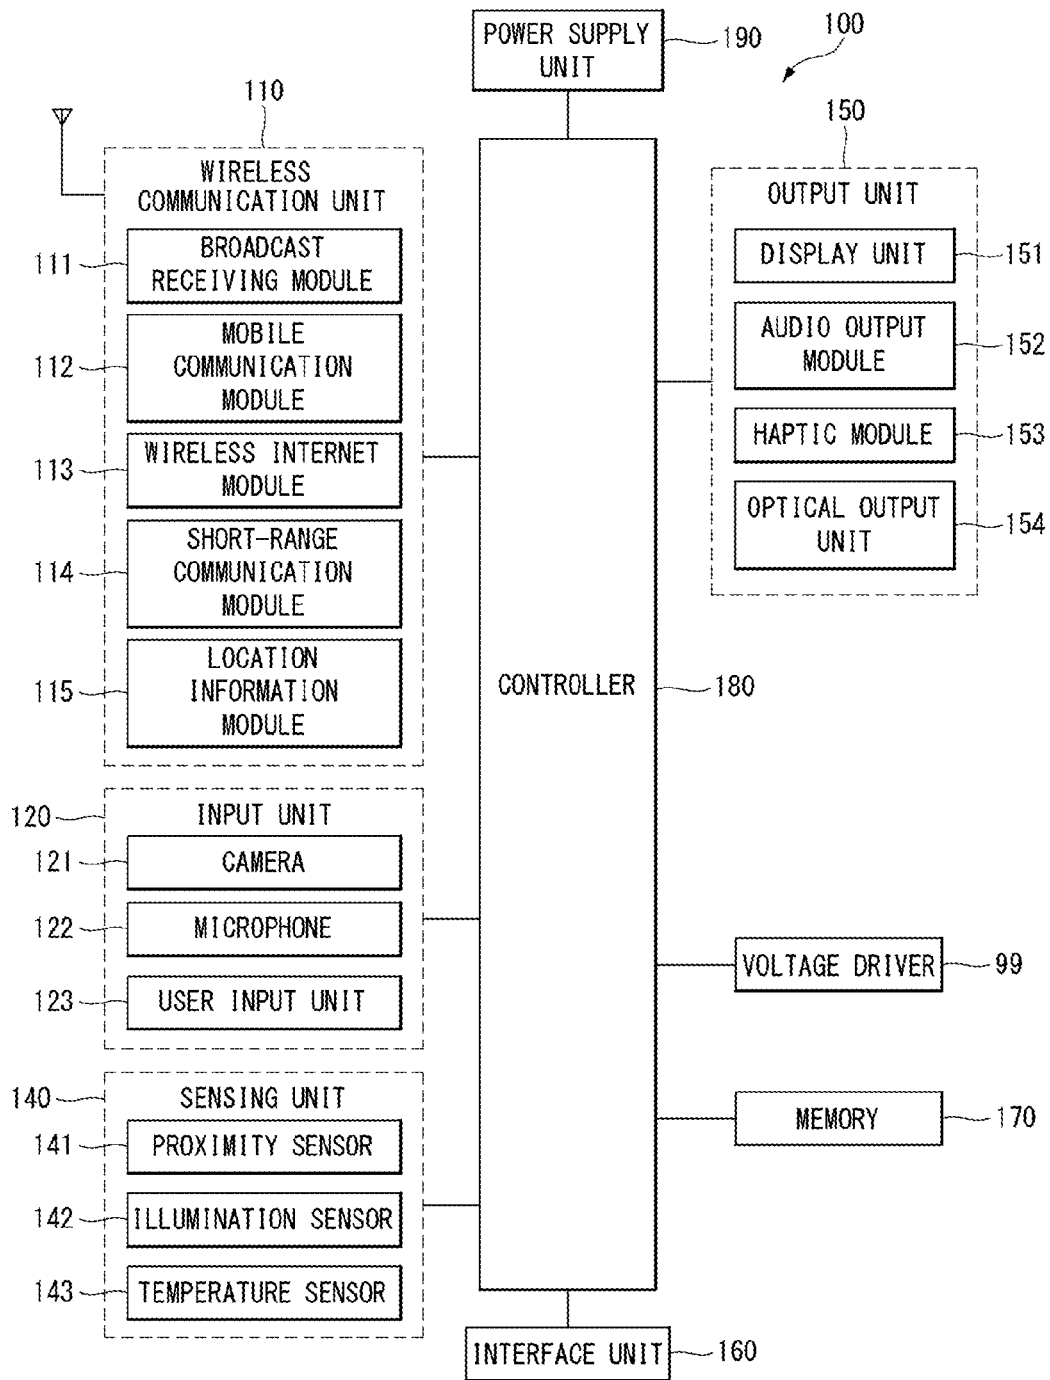 POWER SUPPLY
UNIT
190
100
110
WIRELESS
COMMUNICATION UNIT
111
BROADCAST
RECEIVING MODULE
112
MOBILE
COMMUNICATION
MODULE
113
WIRELESS INTERNET
MODULE
114
SHORT-RANGE
COMMUNICATION
MODULE
115
LOCATION
INFORMATION
MODULE
120
INPUT UNIT
121
CAMERA
122
MICROPHONE
123
USER INPUT UNIT
140
SENSING UNIT
141
PROXIMITY SENSOR
142
ILLUMINATION SENSOR
143
TEMPERATURE SENSOR
CONTROLLER
180
150
OUTPUT UNIT
DISPLAY UNIT
151
AUDIO OUTPUT
MODULE
152
HAPTIC MODULE
153
OPTICAL OUTPUT
UNIT
154
VOLTAGE DRIVER
99
MEMORY
170
INTERFACE UNIT
160